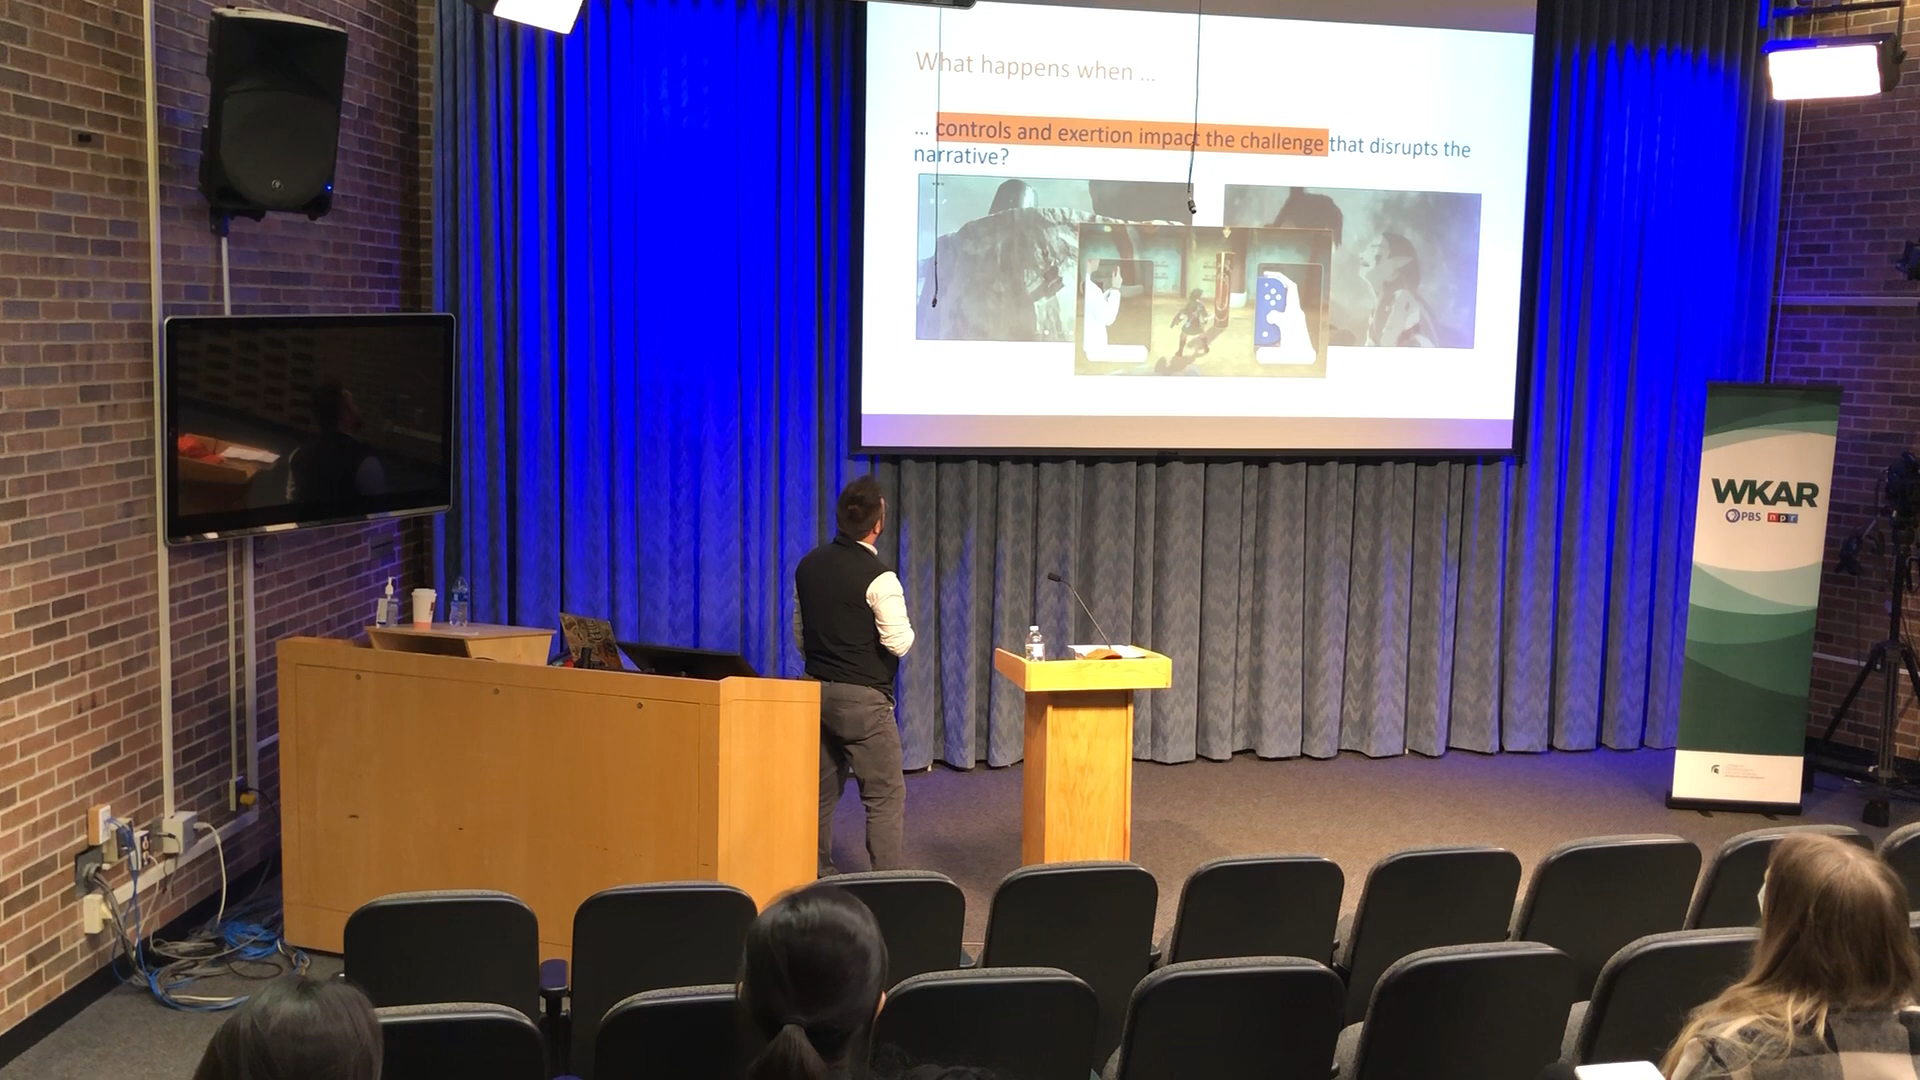 What happens when ...
... controls and exertion impact the challenge that disrupts the
narrative?
WKAR
PBS npr